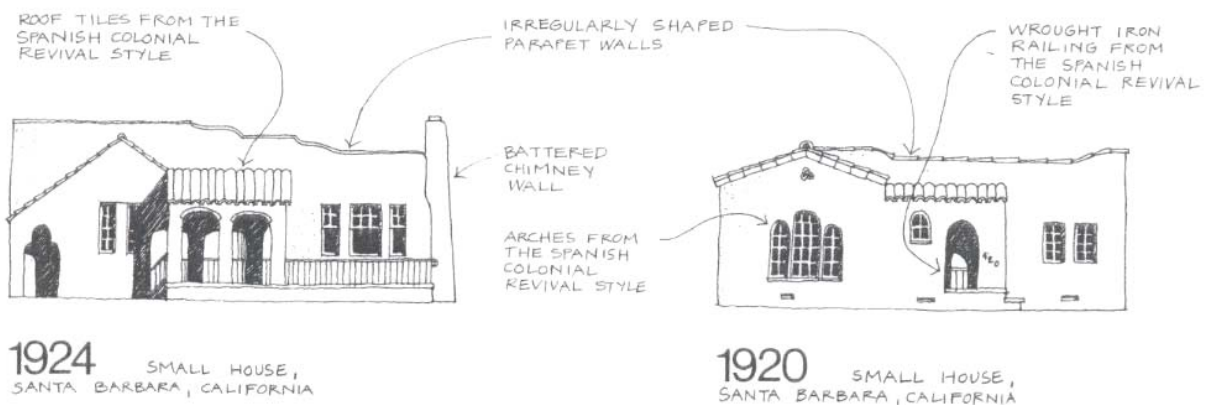 ROOF TILES FROM THE
SPANISH COLONIAL
REVIVAL STYLE
IRREGULARLY SHAPED
PARAPET WALLS
WROUGHT IRON
RAILING FROM
THE SPANISH
COLONIAL REVIVAL
STYLE
BATTERED
CHIMNEY
WALL
ARCHES FROM
THE SPANISH
COLONIAL
REVIVAL STYLE
420
1924 SMALL HOUSE,
SANTA BARBARA, CALIFORNIA
1920 SMALL HOUSE,
SANTA BARBARA, CALIFORNIA